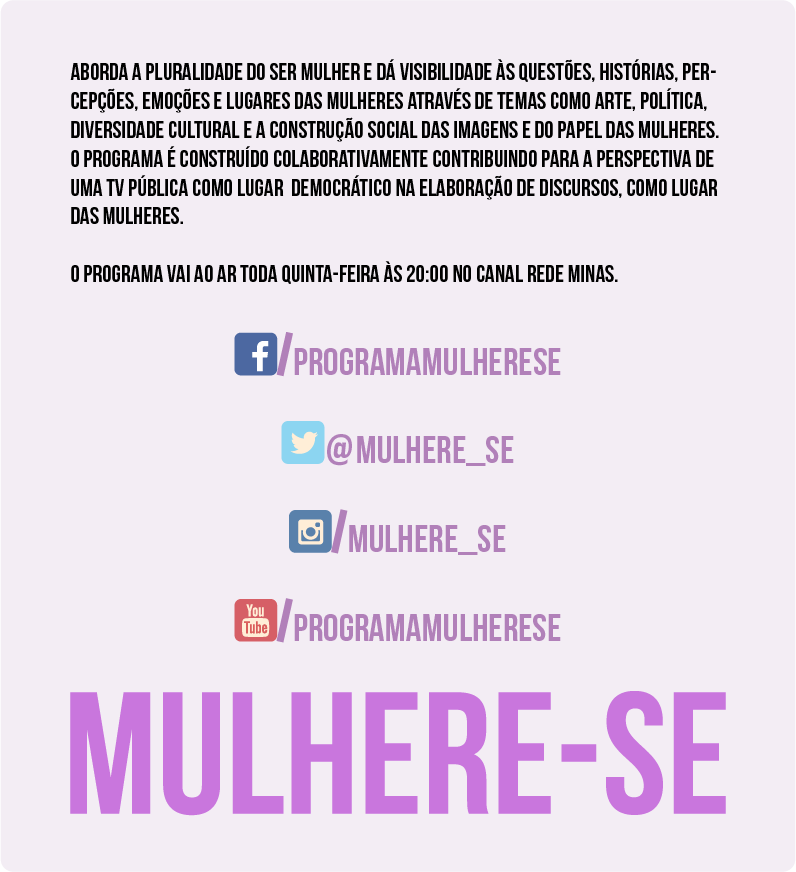 ABORDA A PLURALIDADE DO SER MULHER E DÁ VISIBILIDADE ÀS QUESTÕES, HISTÓRIAS, PER-
CEPÇÕES, EMOÇÕES E LUGARES DAS MULHERES ATRAVÉS DE TEMAS COMO ARTE, POLÍTICA,
DIVERSIDADE CULTURAL E A CONSTRUÇÃO SOCIAL DAS IMAGENS E DO PAPEL DAS MULHERES.
O PROGRAMA É CONSTRUÍDO COLABORATIVAMENTE CONTRIBUINDO PARA A PERSPECTIVA DE
UMA TV PÚBLICA COMO LUGAR DEMOCRÁTICO NA ELABORAÇÃO DE DISCURSOS, COMO LUGAR
DAS MULHERES.
O PROGRAMA VAI AO AR TODA QUINTA-FEIRA ÀS 20:00 NO CANAL REDE MINAS.
f/PROGRAMAMULHERESE
@MULHERE_SE
/MULHERE_SE
You Tube/PROGRAMAMULHERESE
MULHERE-SE